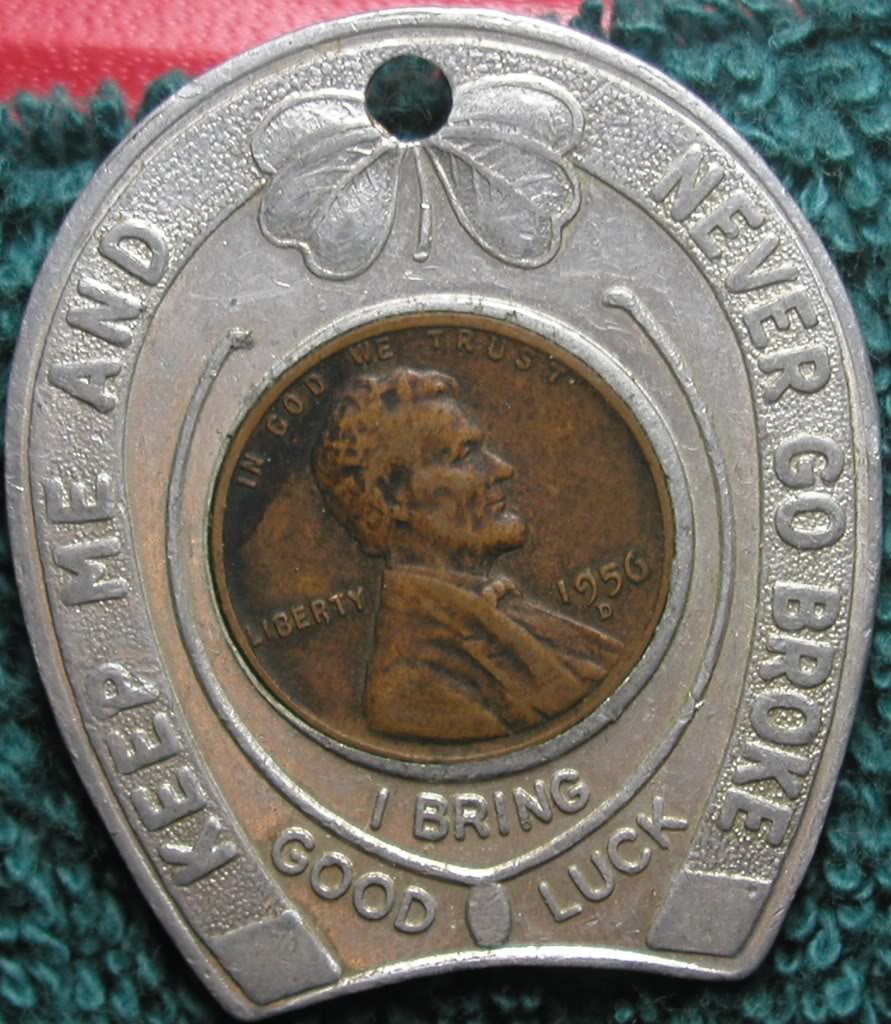 KEEP ME AND
NEVER GO BROKE
IN GOD WE TRUST
LIBERTY
1956
D
I BRING
GOOD LUCK